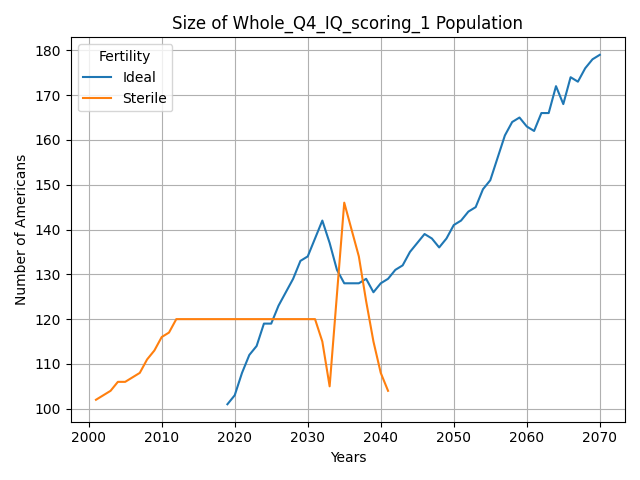 Size of Whole_Q4_IQ_scoring_1 Population
Fertility
Ideal
Sterile
Number of Americans
180
170
160
150
140
130
120
110
100
2000 2010 2020 2030 2040 2050 2060 2070
Years